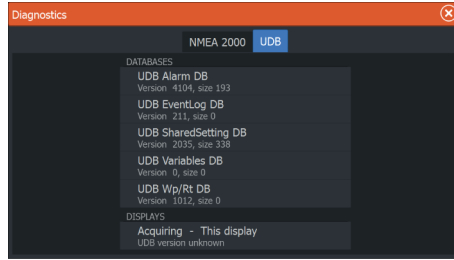 Diagnostics
NMEA 2000 UDB
DATABASES
UDB Alarm DB
Version 4104, size 193
UDB EventLog DB
Version 211, size 0
UDB SharedSetting DB
Version 2035, size 338
UDB Variables DB
Version 0, size 0
UDB Wp/Rt DB
Version 1012, size 0
DISPLAYS
Acquiring - This display
UDB version unknown